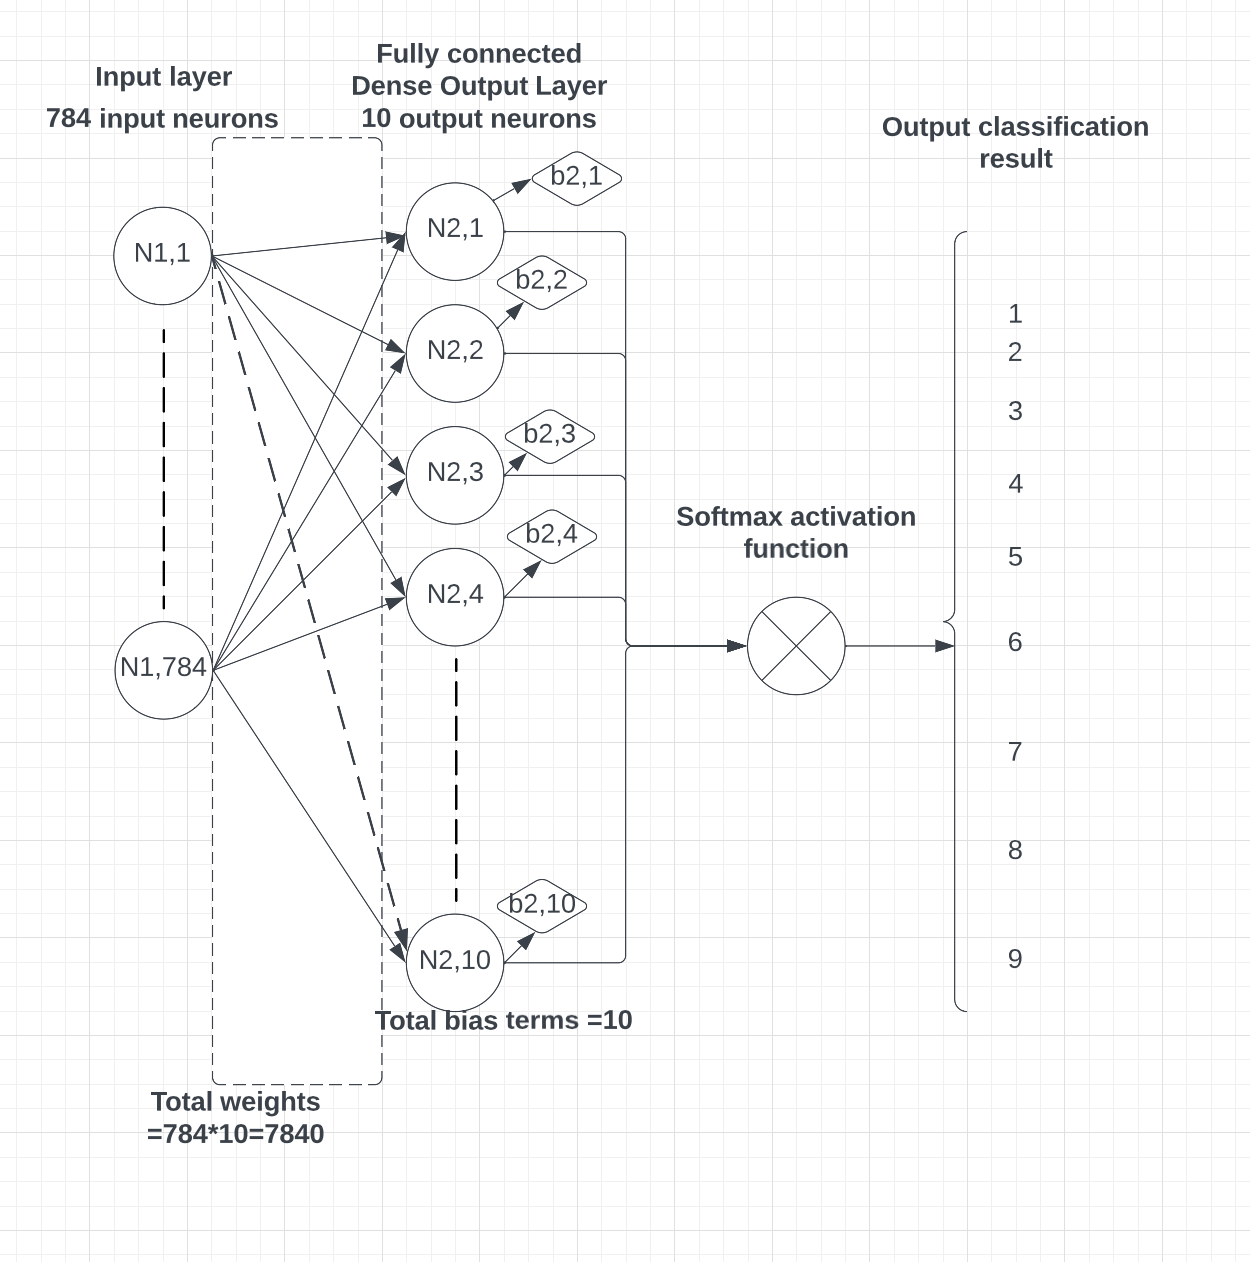 Input layer
784 input neurons
Fully connected
Dense Output Layer
10 output neurons
Output classification
result
N1,1
N1,784
N2,1
b2,1
N2,2
b2,2
N2,3
b2,3
N2,4
b2,4
N2,10
b2,10
Total bias terms =10
Total weights
=784*10=7840
Softmax activation
function
1
2
3
4
5
6
7
8
9